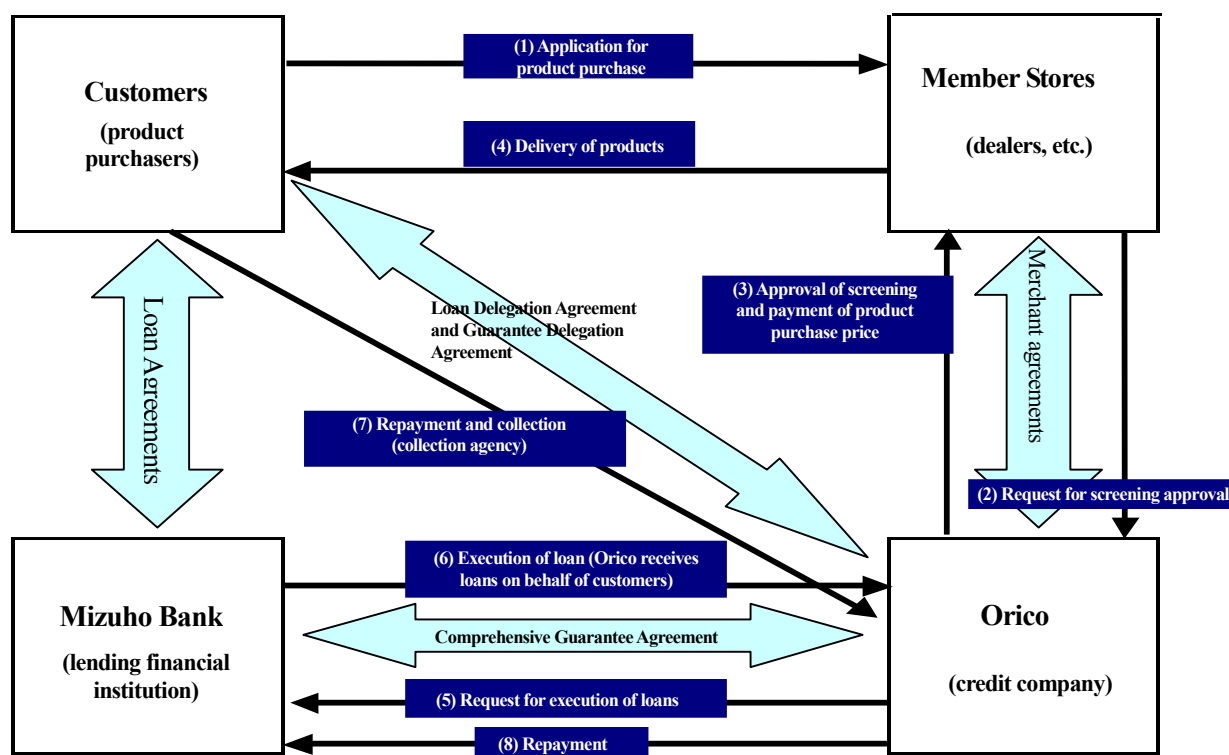 (1) Application for
product purchase
Customers
(product
purchasers)
Member Stores
(dealers, etc.)
(4) Delivery of products
Loan Agreements
Loan Delegation Agreement
and Guarantee Delegation
Agreement
(3) Approval of screening
and payment of product
purchase price
Merchant agreements
(7) Repayment and collection
(collection agency)
(2) Request for screening approval
(6) Execution of loan (Orico receives
loans on behalf of customers)
Mizuho Bank
(lending financial
institution)
Comprehensive Guarantee Agreement
Orico
(credit company)
(5) Request for execution of loans
(8) Repayment